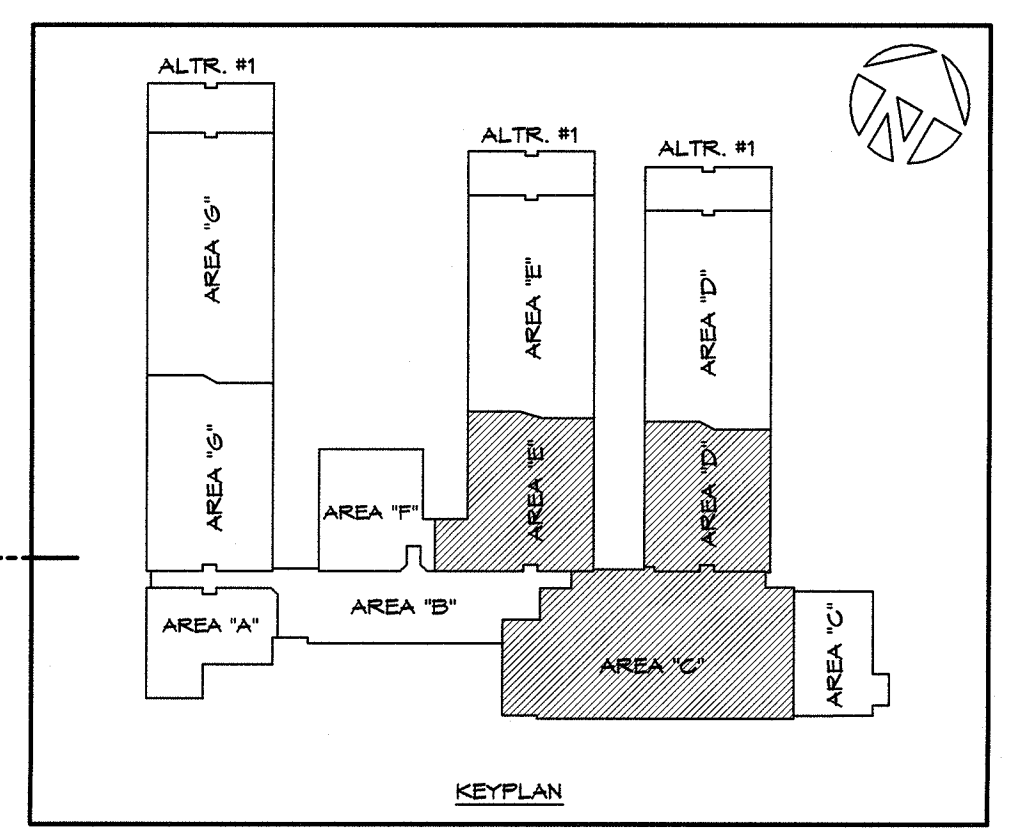 ALTR. #1
ALTR. #1
ALTR. #1
AREA "G"
AREA "E"
AREA "D"
AREA "G"
AREA "E"
AREA "D"
AREA "F"
AREA "B"
AREA "A"
AREA "C"
AREA "C"
KEYPLAN